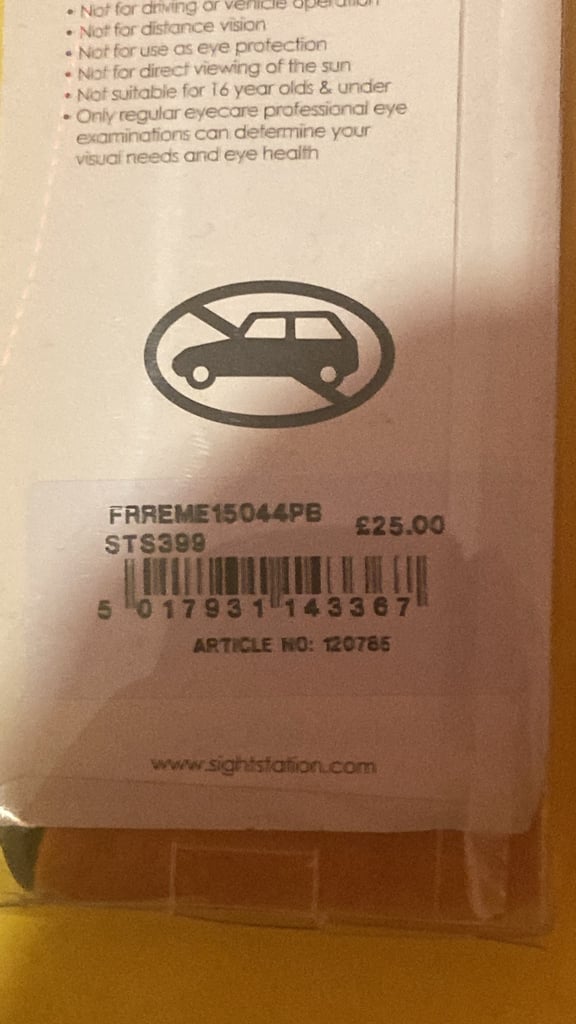 • Not for driving or vehicle operation
• Not for distance vision
• Not for use as eye protection
• Not for direct viewing of the sun
• Not suitable for 16 year olds & under
• Only regular eyecare professional eye
examinations can determine your
visual needs and eye health
FRREME15044PB £25.00
STS399
5 017931 143367
ARTICLE NO: 120785
www.sightstation.com